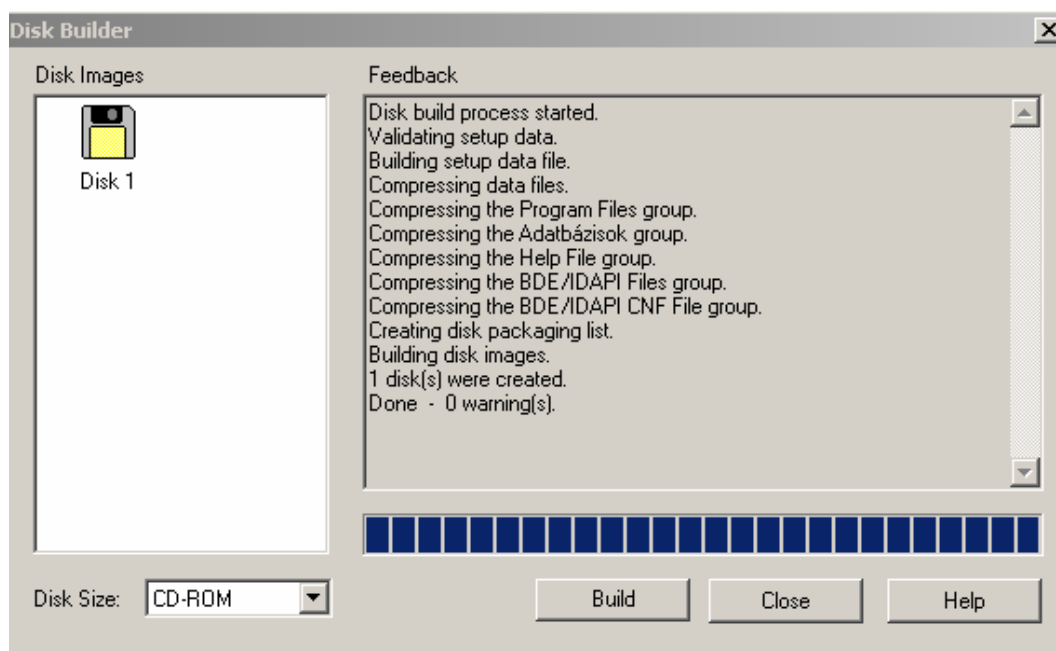 Disk Builder
Disk Images
Disk 1
Feedback
Disk build process started.
Validating setup data.
Building setup data file.
Compressing data files.
Compressing the Program Files group.
Compressing the Adatbázisok group.
Compressing the Help File group.
Compressing the BDE/IDAPI Files group.
Compressing the BDE/IDAPI CNF File group.
Creating disk packaging list.
Building disk images.
1 disk(s) were created.
Done  -  0 warning(s).
Disk Size: CD-ROM
Build Close Help